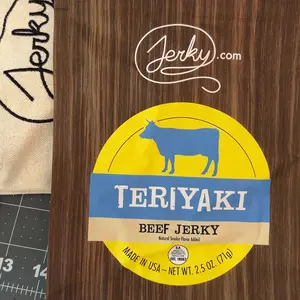 Jerky
Jerky.com
TERIYAKI
BEEF JERKY
Natural Smoke Flavor Added
MADE IN USA – NET WT. 2.5 OZ. (71g)
13
14